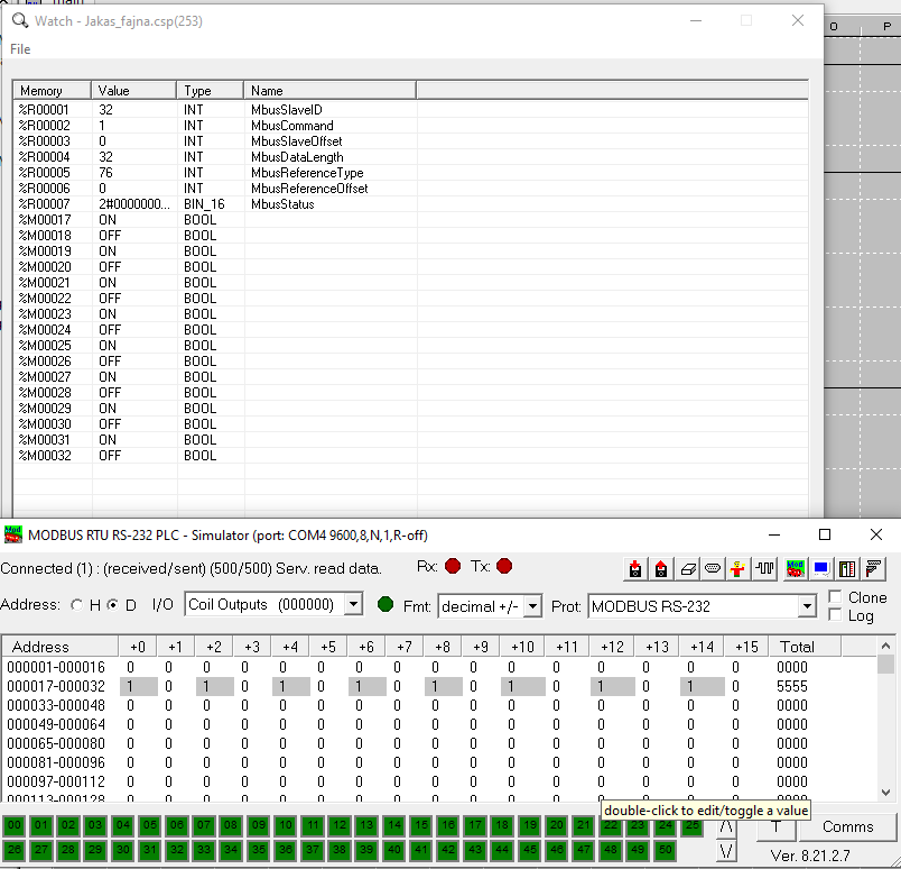 Watch - Jakas_fajna.csp(253)
O P
File
Memory Value Type Name
%R00001 32 INT MbusSlaveID
%R00002 1 INT MbusCommand
%R00003 0 INT MbusSlaveOffset
%R00004 32 INT MbusDataLength
%R00005 76 INT MbusReferenceType
%R00006 0 INT MbusReferenceOffset
%R00007 2#0000000... BIN_16 MbusStatus
%M00017 ON BOOL
%M00018 OFF BOOL
%M00019 ON BOOL
%M00020 OFF BOOL
%M00021 ON BOOL
%M00022 OFF BOOL
%M00023 ON BOOL
%M00024 OFF BOOL
%M00025 ON BOOL
%M00026 OFF BOOL
%M00027 ON BOOL
%M00028 OFF BOOL
%M00029 ON BOOL
%M00030 OFF BOOL
%M00031 ON BOOL
%M00032 OFF BOOL
MODBUS RTU RS-232 PLC - Simulator (port: COM4 9600,8,N,1,R-off)
Connected (1) : (received/sent) (500/500) Serv. read data. Rx: Tx:
Address: H D I/O Coil Outputs (000000) Fmt: decimal +/- Prot: MODBUS RS-232 Clone
Log
Address +0 +1 +2 +3 +4 +5 +6 +7 +8 +9 +10 +11 +12 +13 +14 +15 Total
000001-000016 0 0 0 0 0 0 0 0 0 0 0 0 0 0 0 0 0000
000017-000032 1 0 1 0 1 0 1 0 1 0 1 0 1 0 1 0 5555
000033-000048 0 0 0 0 0 0 0 0 0 0 0 0 0 0 0 0 0000
000049-000064 0 0 0 0 0 0 0 0 0 0 0 0 0 0 0 0 0000
000065-000080 0 0 0 0 0 0 0 0 0 0 0 0 0 0 0 0 0000
000081-000096 0 0 0 0 0 0 0 0 0 0 0 0 0 0 0 0 0000
000097-000112 0 0 0 0 0 0 0 0 0 0 0 0 0 0 0 0 0000
000113-000128 0 0 0 0 0 0 0 0 0 0 0 0 0 0 0 0 0000
double-click to edit/toggle a value
00 01 02 03 04 05 06 07 08 09 10 11 12 13 14 15 16 17 18 19 20 21 22 23 24 25 /\ T Comms
26 27 28 29 30 31 32 33 34 35 36 37 38 39 40 41 42 43 44 45 46 47 48 49 50 \/ Ver. 8.21.2.7